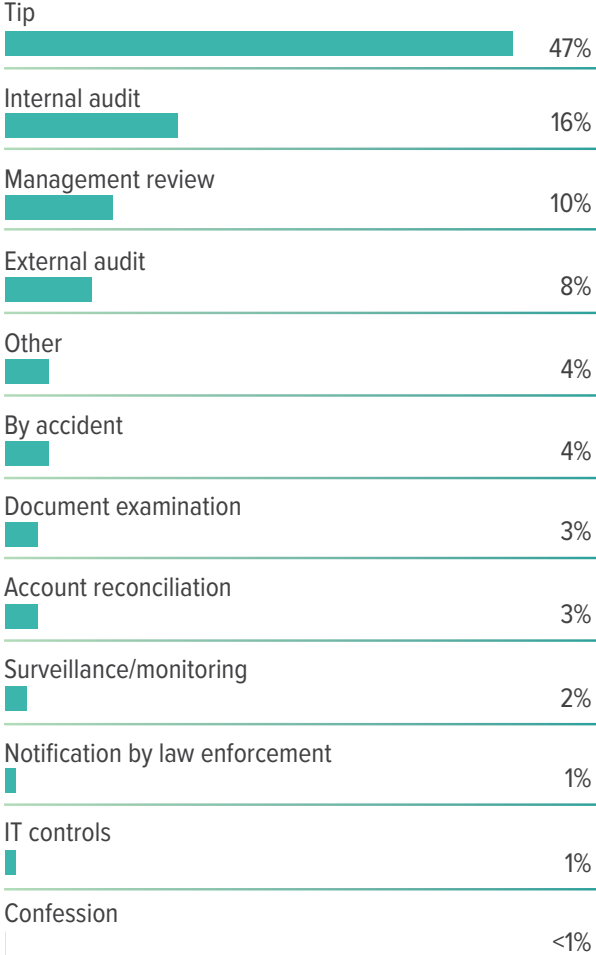 Tip
47%
Internal audit
16%
Management review
10%
External audit
8%
Other
4%
By accident
4%
Document examination
3%
Account reconciliation
3%
Surveillance/monitoring
2%
Notification by law enforcement
1%
IT controls
1%
Confession
<1%